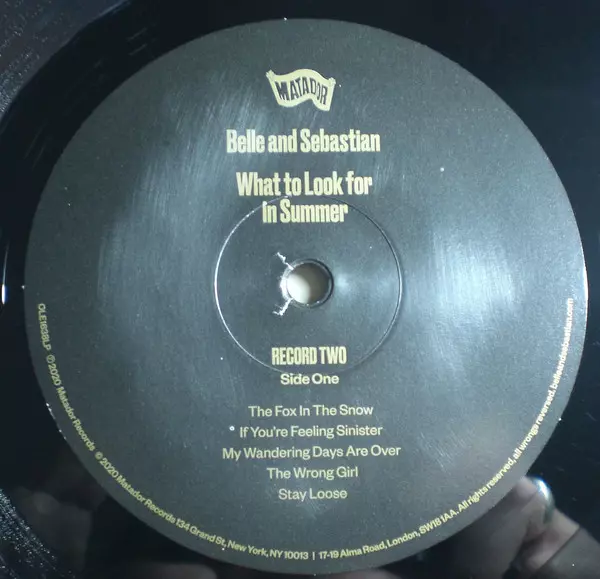 MATADOR
Belle and Sebastian
What to Look for
In Summer
RECORD TWO
Side One
The Fox In The Snow
If You're Feeling Sinister
My Wandering Days Are Over
The Wrong Girl
Stay Loose
OLE1638LP ℗ 2020 Matador Records © 2020 Matador Records 134 Grand St, New York, NY 10013 | 17-19 Alma Road, London, SW18 1AA. All rights reserved, all wrongs reversed. belleandsebastian.com